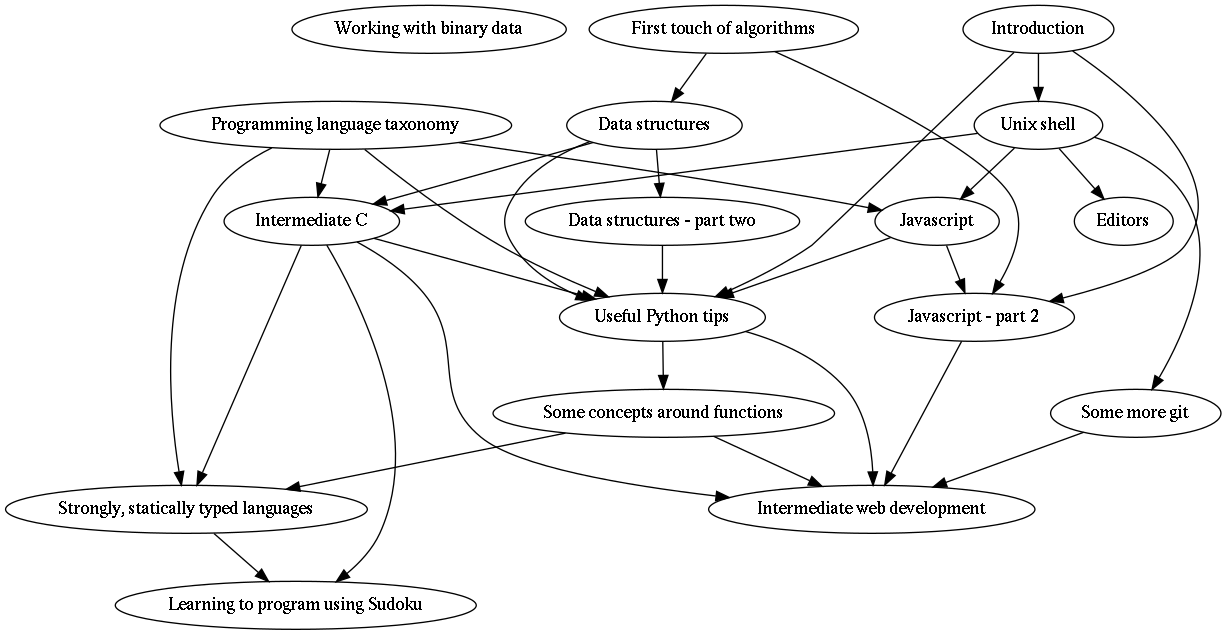 Working with binary data
First touch of algorithms
Introduction
Programming language taxonomy
Data structures
Unix shell
Intermediate C
Data structures - part two
Javascript
Editors
Useful Python tips
Javascript - part 2
Some concepts around functions
Some more git
Strongly, statically typed languages
Intermediate web development
Learning to program using Sudoku